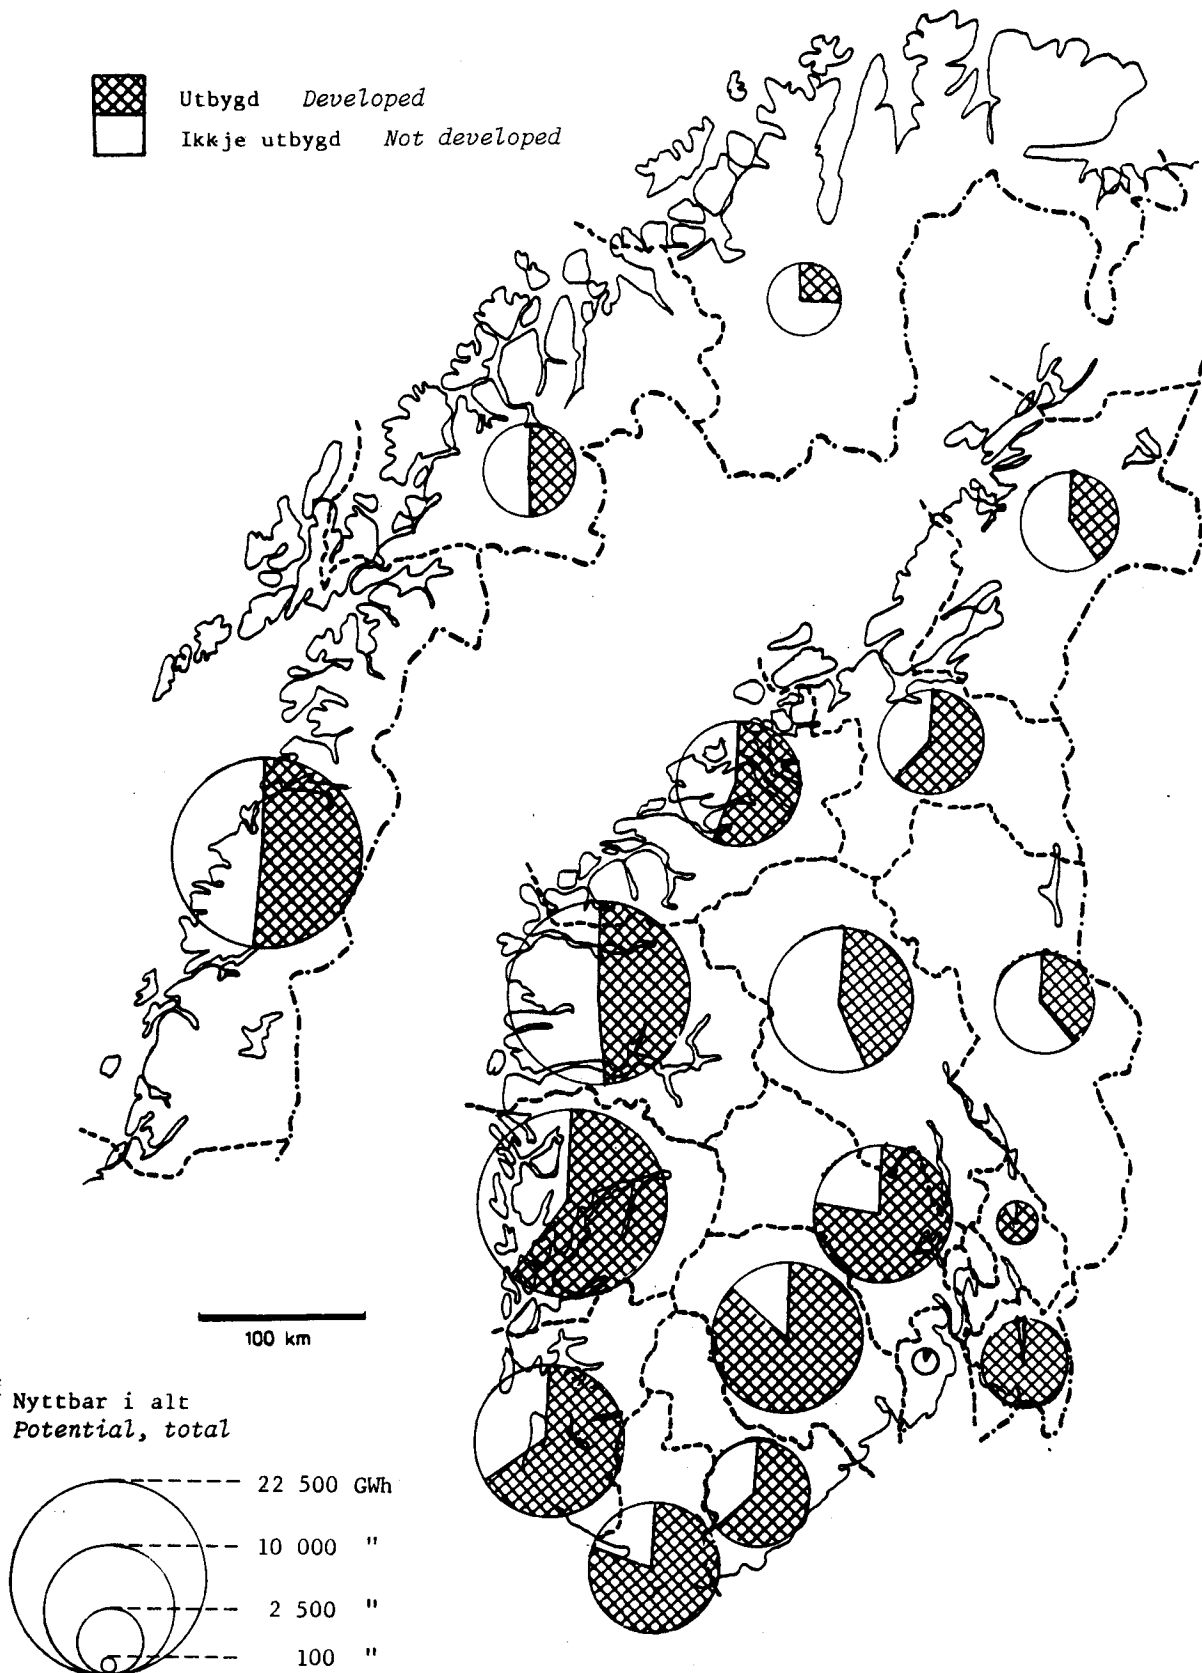 Utbygd Developed
Ikkje utbygd Not developed
100 km
Nyttbar i alt
Potential, total
22 500 GWh
10 000 "
2 500 "
100 "